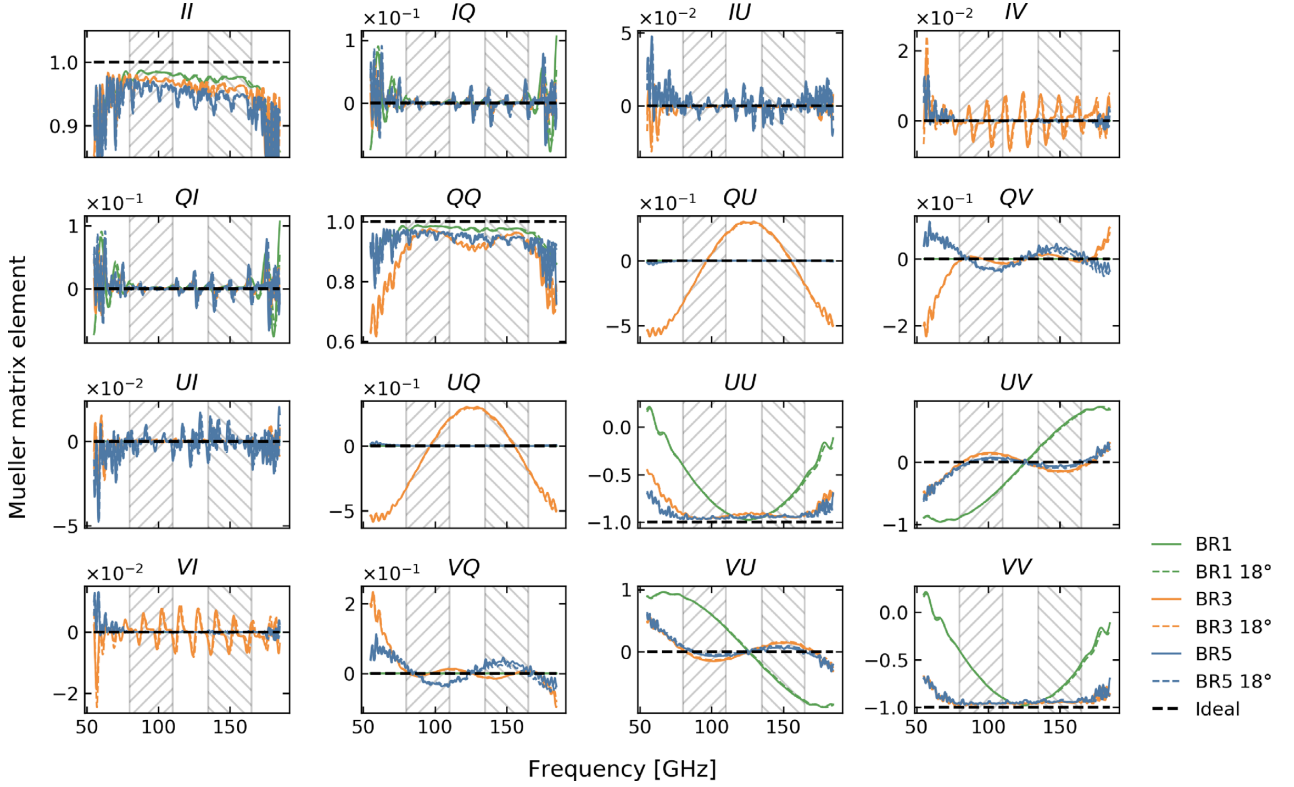 II IQ IU IV
×10⁻¹ ×10⁻² ×10⁻²
1.0
0.9
1
0
5
0
2
0
QI QQ QU QV
×10⁻¹ ×10⁻¹ ×10⁻¹
1
0
1.0
0.9
0.8
0.7
0.6
0
−5
0
−2
UI UQ UU UV
×10⁻² ×10⁻¹
0
−5
0
−5
0.0
−0.5
−1.0
1
0
−1
VI VQ VU VV
×10⁻² ×10⁻¹
0
−2
2
0
1
0
0.0
−0.5
−1.0
50 100 150
50 100 150
50 100 150
50 100 150
Mueller matrix element
Frequency [GHz]
BR1
BR1 18°
BR3
BR3 18°
BR5
BR5 18°
Ideal